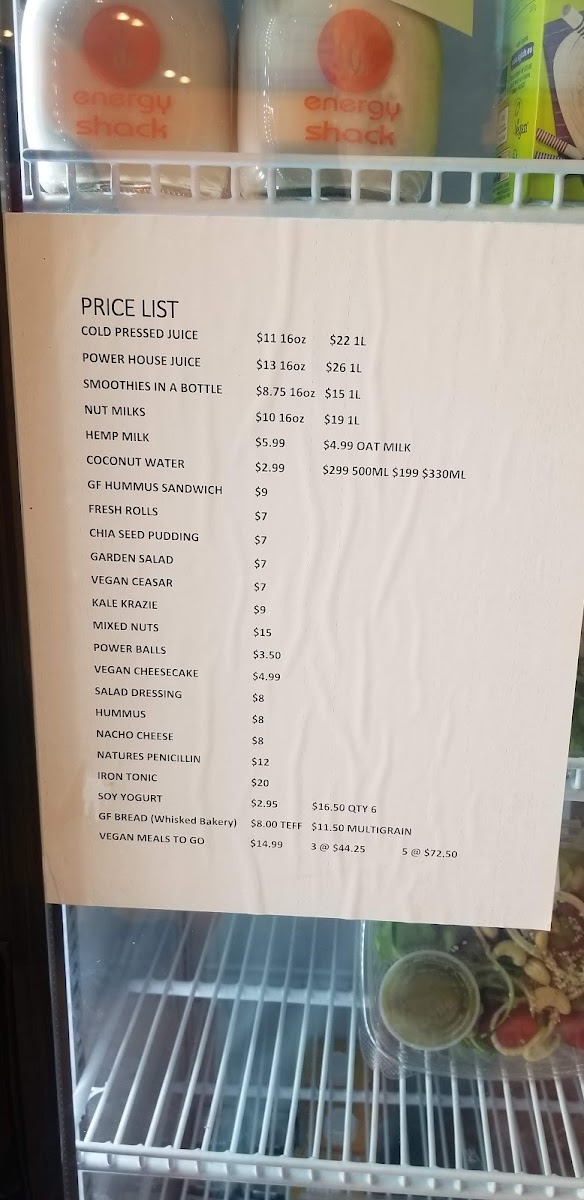 energy shack
energy shack
vegan
PRICE LIST
COLD PRESSED JUICE $11 16oz $22 1L
POWER HOUSE JUICE $13 16oz $26 1L
SMOOTHIES IN A BOTTLE $8.75 16oz $15 1L
NUT MILKS $10 16oz $19 1L
HEMP MILK $5.99 $4.99 OAT MILK
COCONUT WATER $2.99 $299 500ML $199 $330ML
GF HUMMUS SANDWICH $9
FRESH ROLLS $7
CHIA SEED PUDDING $7
GARDEN SALAD $7
VEGAN CEASAR $7
KALE KRAZIE $9
MIXED NUTS $15
POWER BALLS $3.50
VEGAN CHEESECAKE $4.99
SALAD DRESSING $8
HUMMUS $8
NACHO CHEESE $8
NATURES PENICILLIN $12
IRON TONIC $20
SOY YOGURT $2.95 $16.50 QTY 6
GF BREAD (Whisked Bakery) $8.00 TEFF $11.50 MULTIGRAIN
VEGAN MEALS TO GO $14.99 3 @ $44.25 5 @ $72.50